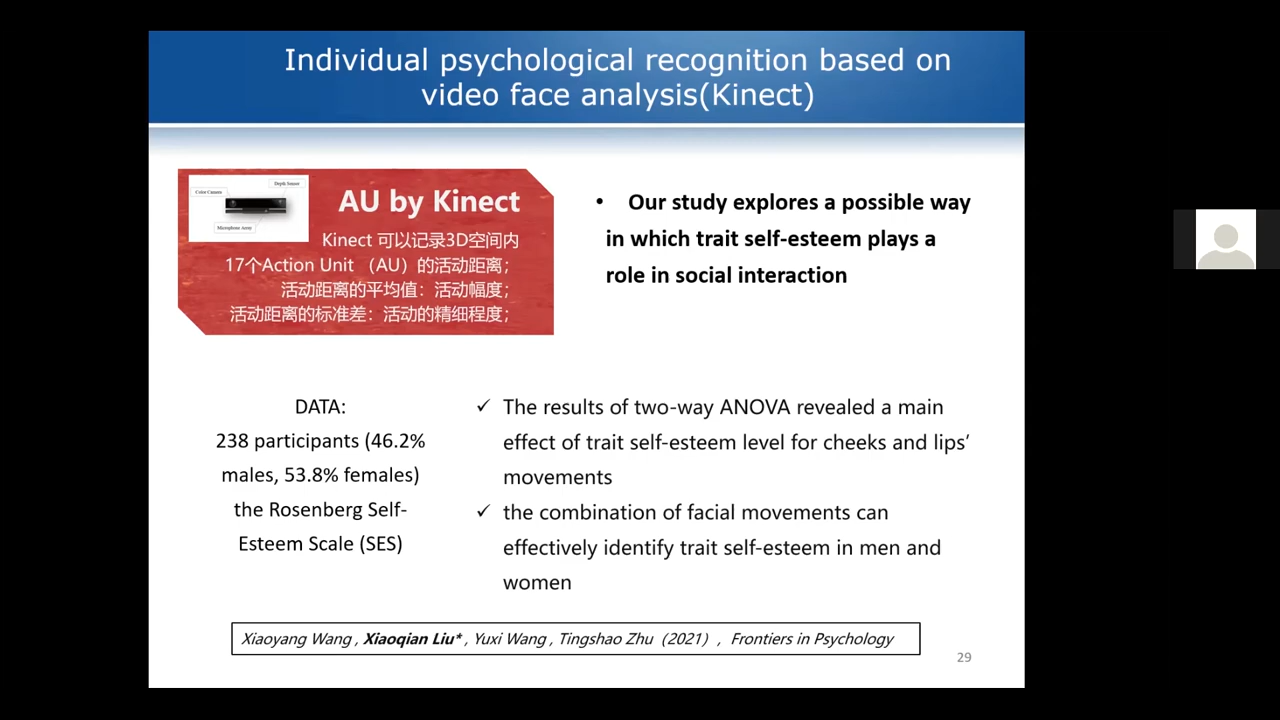 Individual psychological recognition based on
video face analysis(Kinect)
Depth Sensor
Color Camera
Microphone Array
AU by Kinect
Kinect 可以记录3D空间内
17个Action Unit （AU）的活动距离；
活动距离的平均值：活动幅度；
活动距离的标准差：活动的精细程度；
• Our study explores a possible way
in which trait self-esteem plays a
role in social interaction
DATA:
238 participants (46.2%
males, 53.8% females)
the Rosenberg Self-
Esteem Scale (SES)
✓ The results of two-way ANOVA revealed a main
effect of trait self-esteem level for cheeks and lips’
movements
✓ the combination of facial movements can
effectively identify trait self-esteem in men and
women
Xiaoyang Wang , Xiaoqian Liu* , Yuxi Wang , Tingshao Zhu（2021）, Frontiers in Psychology
29